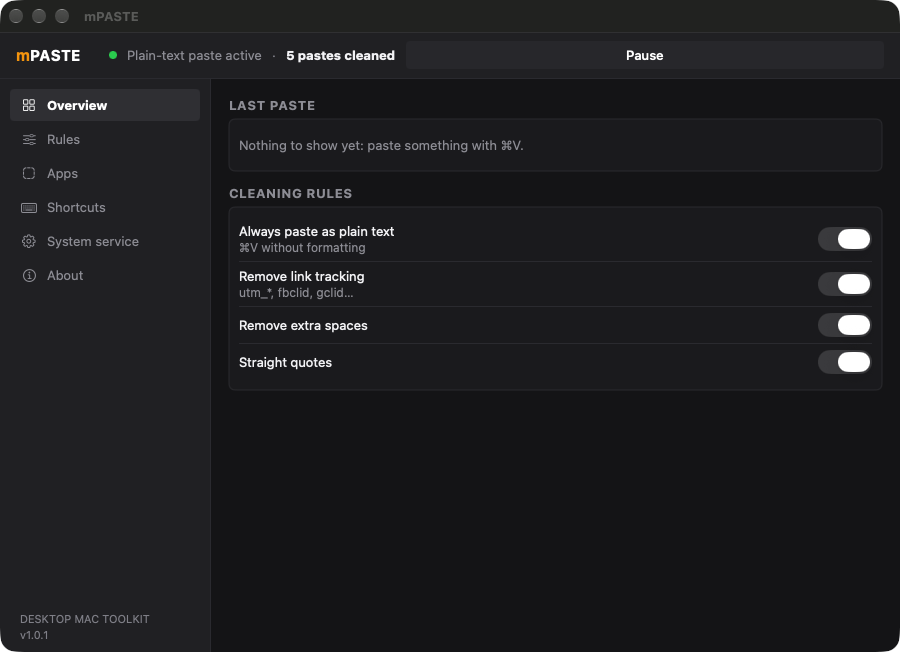 mPASTE
mPASTE
Plain-text paste active · 5 pastes cleaned
Pause
Overview
Rules
Apps
Shortcuts
System service
About
DESKTOP MAC TOOLKIT
v1.0.1
LAST PASTE
Nothing to show yet: paste something with ⌘V.
CLEANING RULES
Always paste as plain text
⌘V without formatting
Remove link tracking
utm_*, fbclid, gclid…
Remove extra spaces
Straight quotes